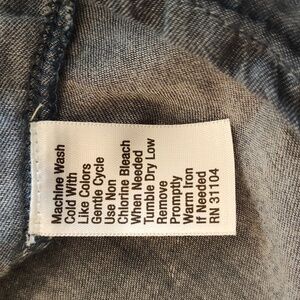 Machine Wash
Cold With
Like Colors
Gentle Cycle
Use Non
Chlorine Bleach
When Needed
Tumble Dry Low
Remove
Promptly
Warm Iron
If Needed
RN 31104